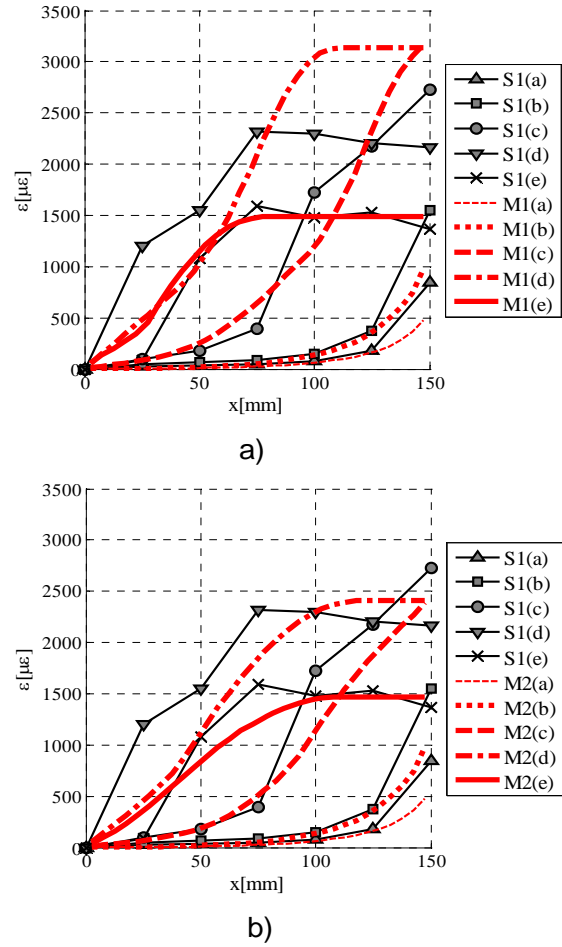 ε[με]
3500
3000
2500
2000
1500
1000
500
0
0
50
100
150
x[mm]
S1(a)
S1(b)
S1(c)
S1(d)
S1(e)
M1(a)
M1(b)
M1(c)
M1(d)
M1(e)
a)
ε[με]
3500
3000
2500
2000
1500
1000
500
0
0
50
100
150
x[mm]
S1(a)
S1(b)
S1(c)
S1(d)
S1(e)
M2(a)
M2(b)
M2(c)
M2(d)
M2(e)
b)